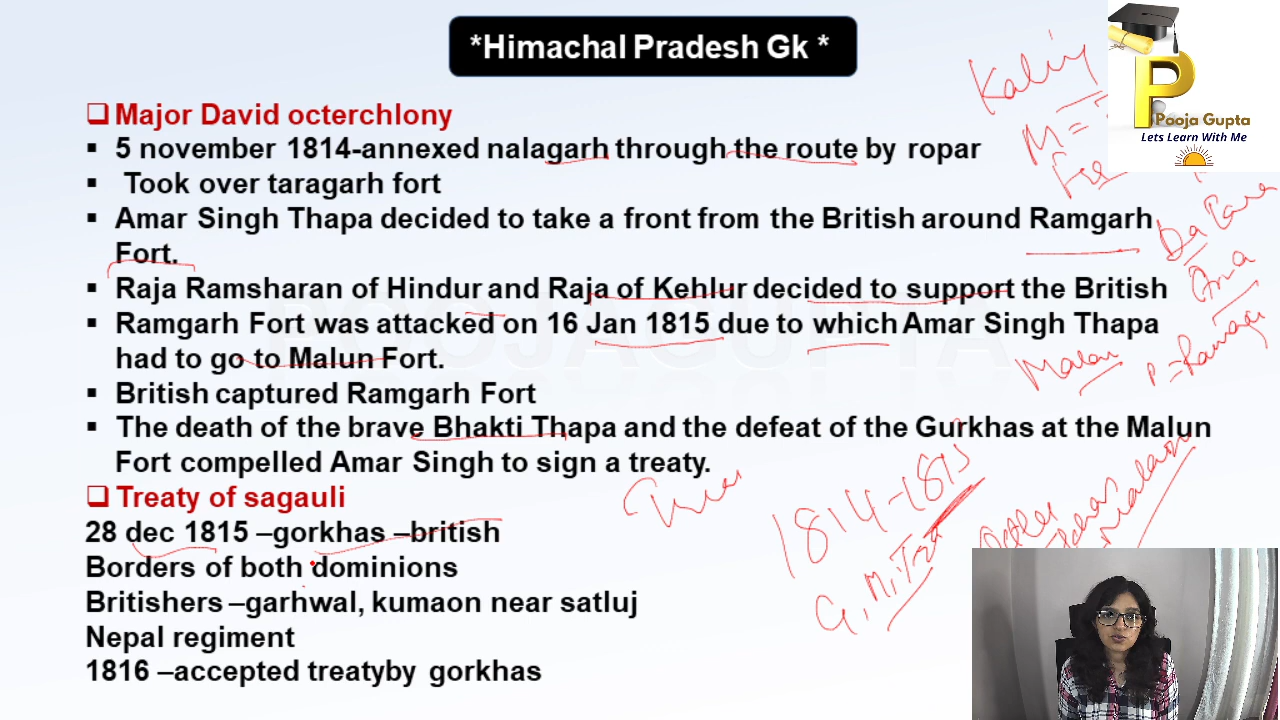 *Himachal Pradesh Gk *
P
Pooja Gupta
Lets Learn With Me
Major David octerchlony
5 november 1814-annexed nalagarh through the route by ropar
Took over taragarh fort
Amar Singh Thapa decided to take a front from the British around Ramgarh
Fort.
Raja Ramsharan of Hindur and Raja of Kehlur decided to support the British
Ramgarh Fort was attacked on 16 Jan 1815 due to which Amar Singh Thapa
had to go to Malun Fort.
British captured Ramgarh Fort
The death of the brave Bhakti Thapa and the defeat of the Gurkhas at the Malun
Fort compelled Amar Singh to sign a treaty.
Treaty of sagauli
28 dec 1815 –gorkhas –british
Borders of both dominions
Britishers –garhwal, kumaon near satluj
Nepal regiment
1816 –accepted treatyby gorkhas
POOJAGUPTA
M =
1814-1815